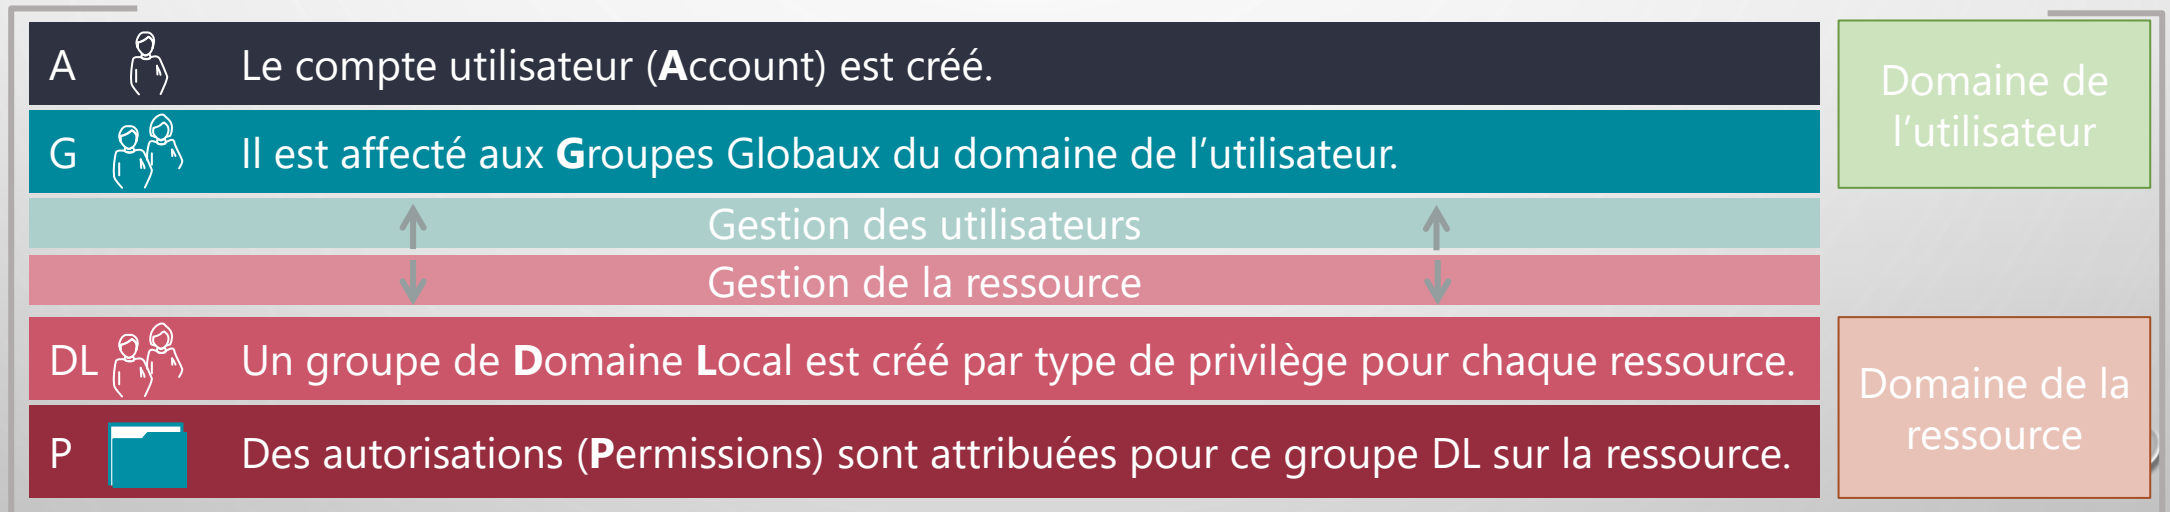 A Le compte utilisateur (Account) est créé.
G Il est affecté aux Groupes Globaux du domaine de l’utilisateur.
Domaine de
l’utilisateur
Gestion des utilisateurs
Gestion de la ressource
DL Un groupe de Domaine Local est créé par type de privilège pour chaque ressource.
P Des autorisations (Permissions) sont attribuées pour ce groupe DL sur la ressource.
Domaine de la
ressource